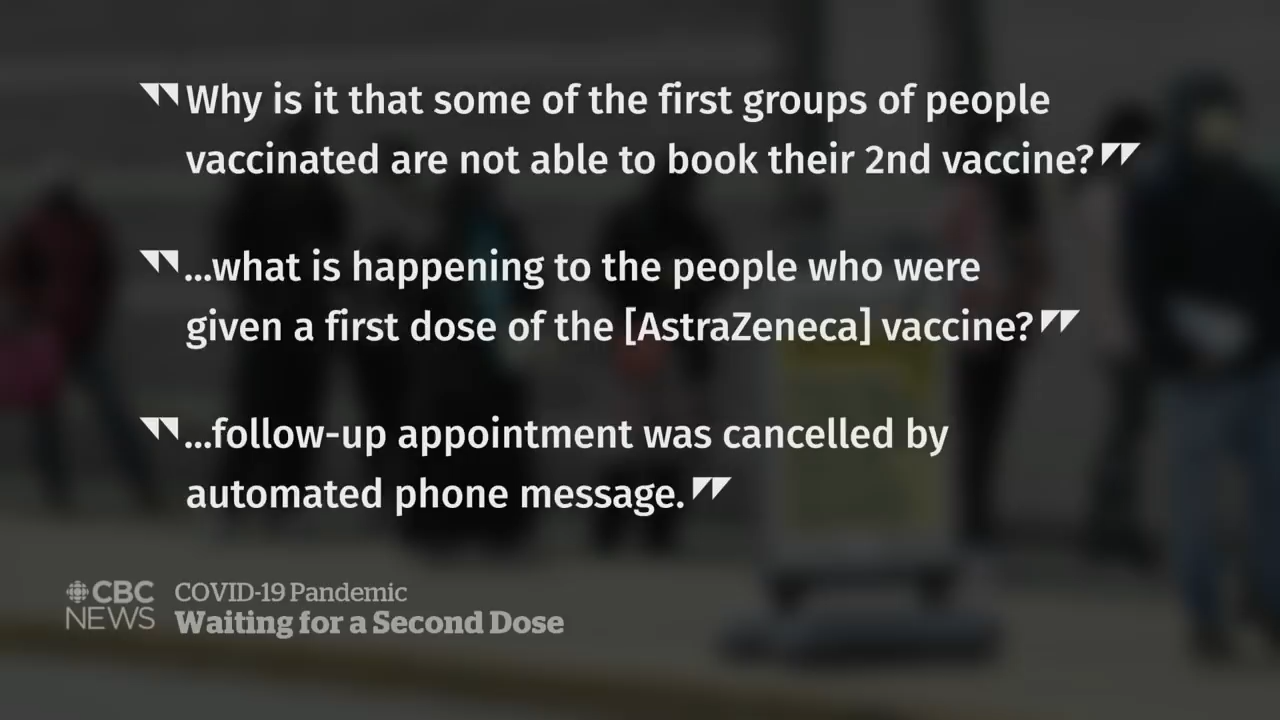 "Why is it that some of the first groups of people
vaccinated are not able to book their 2nd vaccine?"
"...what is happening to the people who were
given a first dose of the [AstraZeneca] vaccine?"
"...follow-up appointment was cancelled by
automated phone message."
CBC NEWS
COVID-19 Pandemic
Waiting for a Second Dose